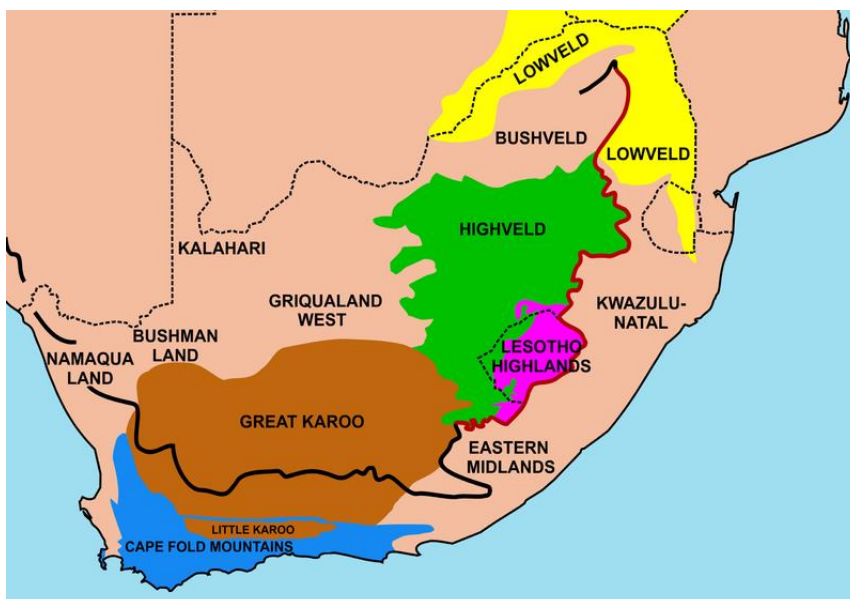 LOWVELD
BUSHVELD
LOWVELD
HIGHVELD
KALAHARI
GRIQUALAND
WEST
KWAZULU-
NATAL
BUSHMAN
LAND
NAMAQUA
LAND
LESOTHO
HIGHLANDS
GREAT KAROO
EASTERN
MIDLANDS
LITTLE KAROO
CAPE FOLD MOUNTAINS